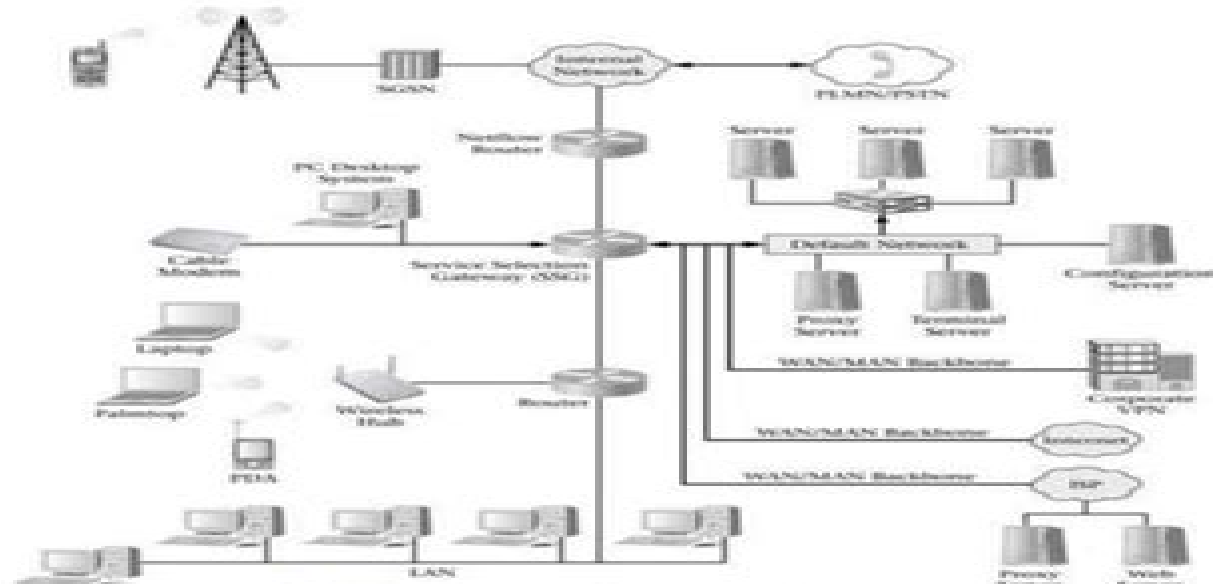 Internal
Network
SGSN
PLMN/PSTN
Netflow
Router
Server
Server
Server
PC Desktop
System
Default Network
Cable
Modem
Service Selection
Gateway (SSG)
Configuration
Server
Proxy
Server
Terminal
Server
Laptop
WAN/MAN Backbone
Palmtop
Wireless
Hub
Router
Corporate
VPN
WAN/MAN Backbone
Internet
PDA
WAN/MAN Backbone
ISP
LAN
Proxy
Web